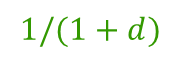 1/(1 + d)